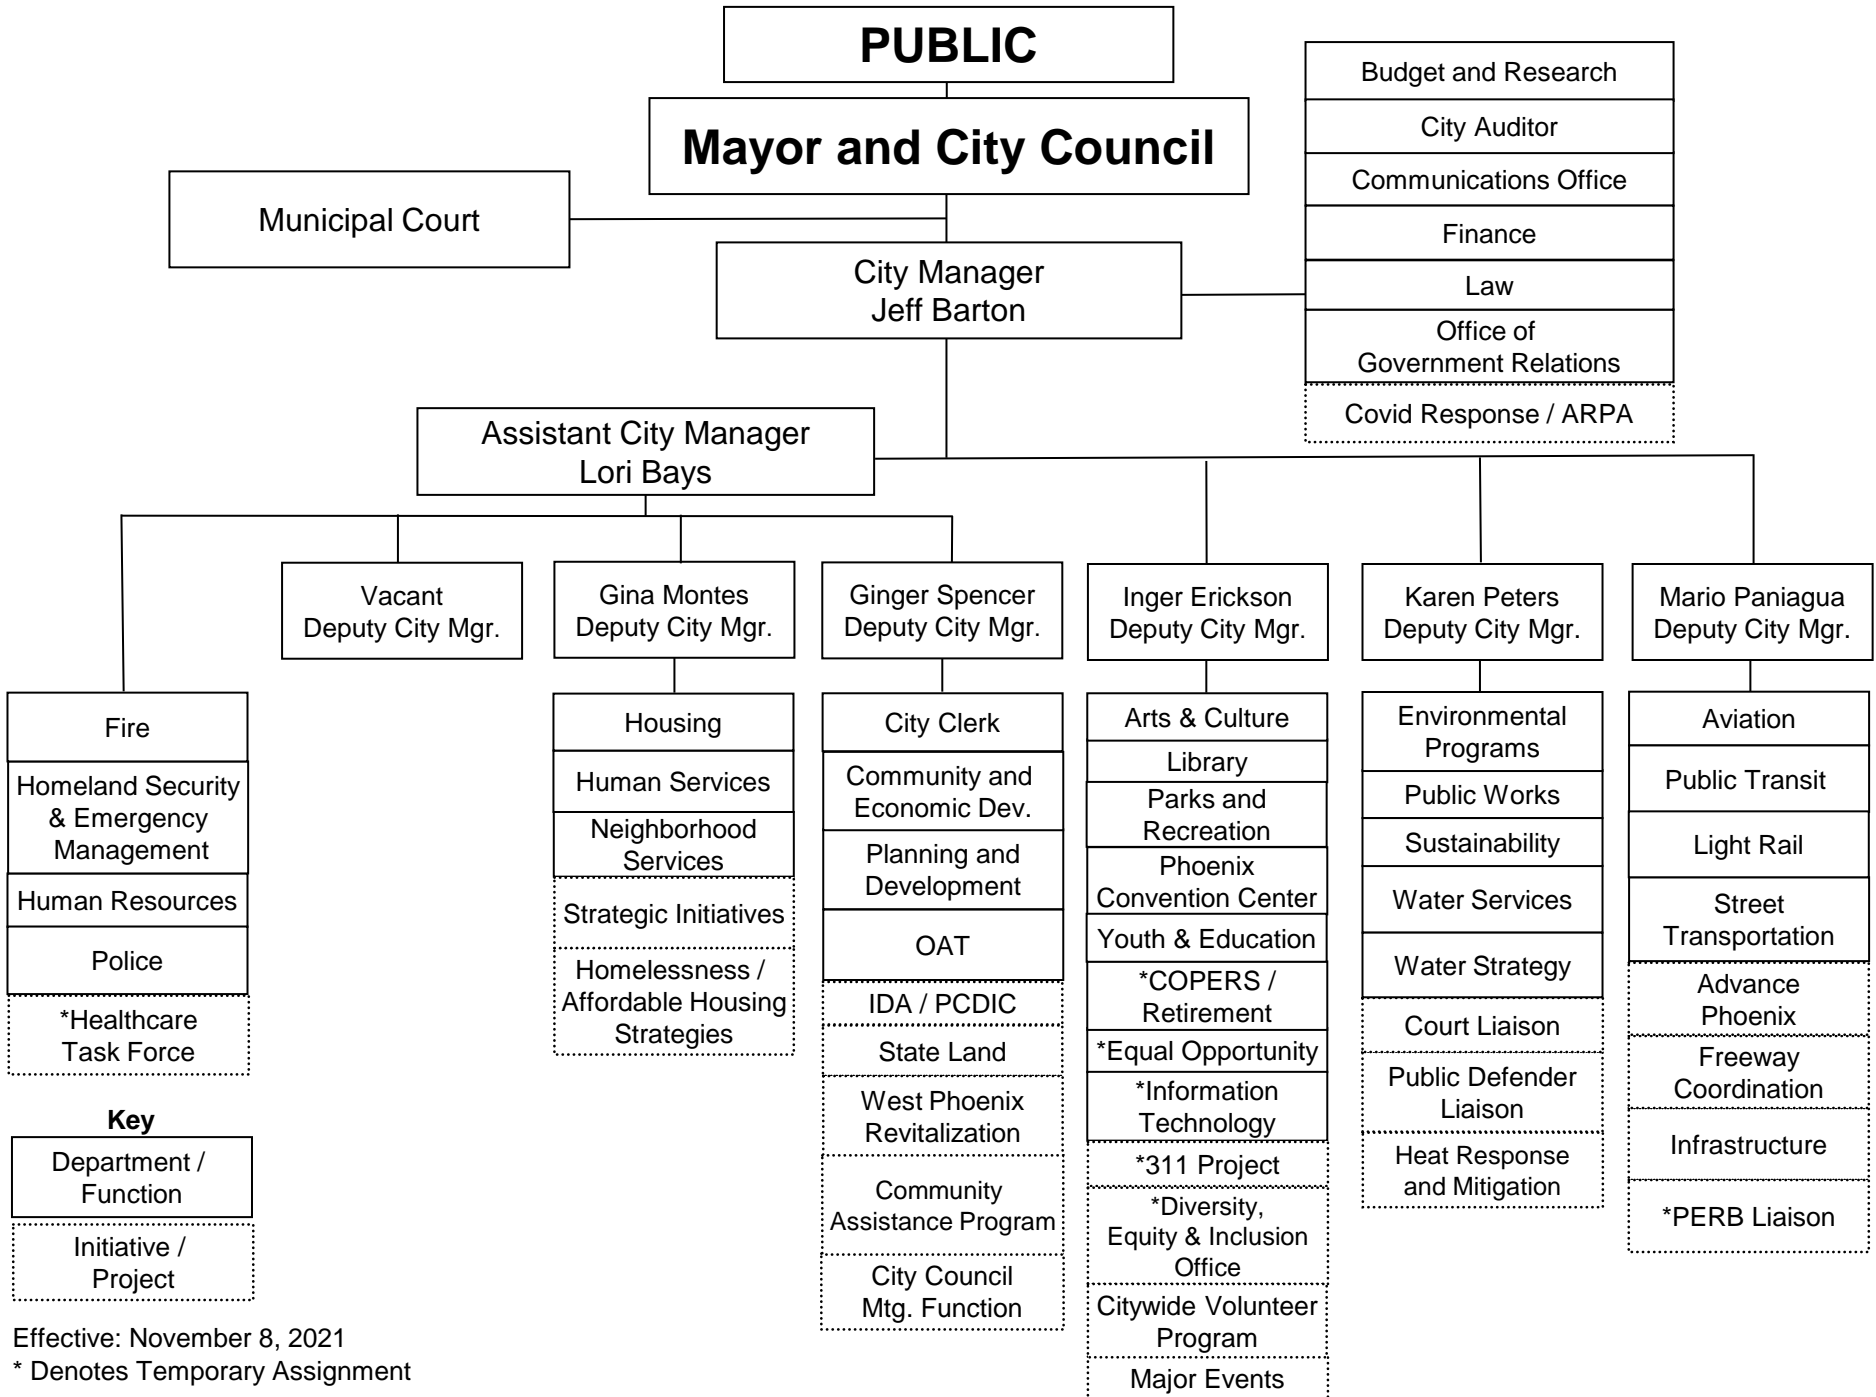 PUBLIC
Mayor and City Council
Municipal Court
City Manager
Jeff Barton
Budget and Research
City Auditor
Communications Office
Finance
Law
Office of
Government Relations
Covid Response / ARPA
Assistant City Manager
Lori Bays
Vacant
Deputy City Mgr.
Gina Montes
Deputy City Mgr.
Ginger Spencer
Deputy City Mgr.
Inger Erickson
Deputy City Mgr.
Karen Peters
Deputy City Mgr.
Mario Paniagua
Deputy City Mgr.
Fire
Homeland Security
& Emergency
Management
Human Resources
Police
*Healthcare
Task Force
Housing
Human Services
Neighborhood
Services
Strategic Initiatives
Homelessness /
Affordable Housing
Strategies
City Clerk
Community and
Economic Dev.
Planning and
Development
OAT
IDA / PCDIC
State Land
West Phoenix
Revitalization
Community
Assistance Program
City Council
Mtg. Function
Arts & Culture
Library
Parks and
Recreation
Phoenix
Convention Center
Youth & Education
*COPERS /
Retirement
*Equal Opportunity
*Information
Technology
*311 Project
*Diversity,
Equity & Inclusion
Office
Citywide Volunteer
Program
Major Events
Environmental
Programs
Public Works
Sustainability
Water Services
Water Strategy
Court Liaison
Public Defender
Liaison
Heat Response
and Mitigation
Aviation
Public Transit
Light Rail
Street
Transportation
Advance
Phoenix
Freeway
Coordination
Infrastructure
*PERB Liaison
Key
Department /
Function
Initiative /
Project
Effective: November 8, 2021
* Denotes Temporary Assignment